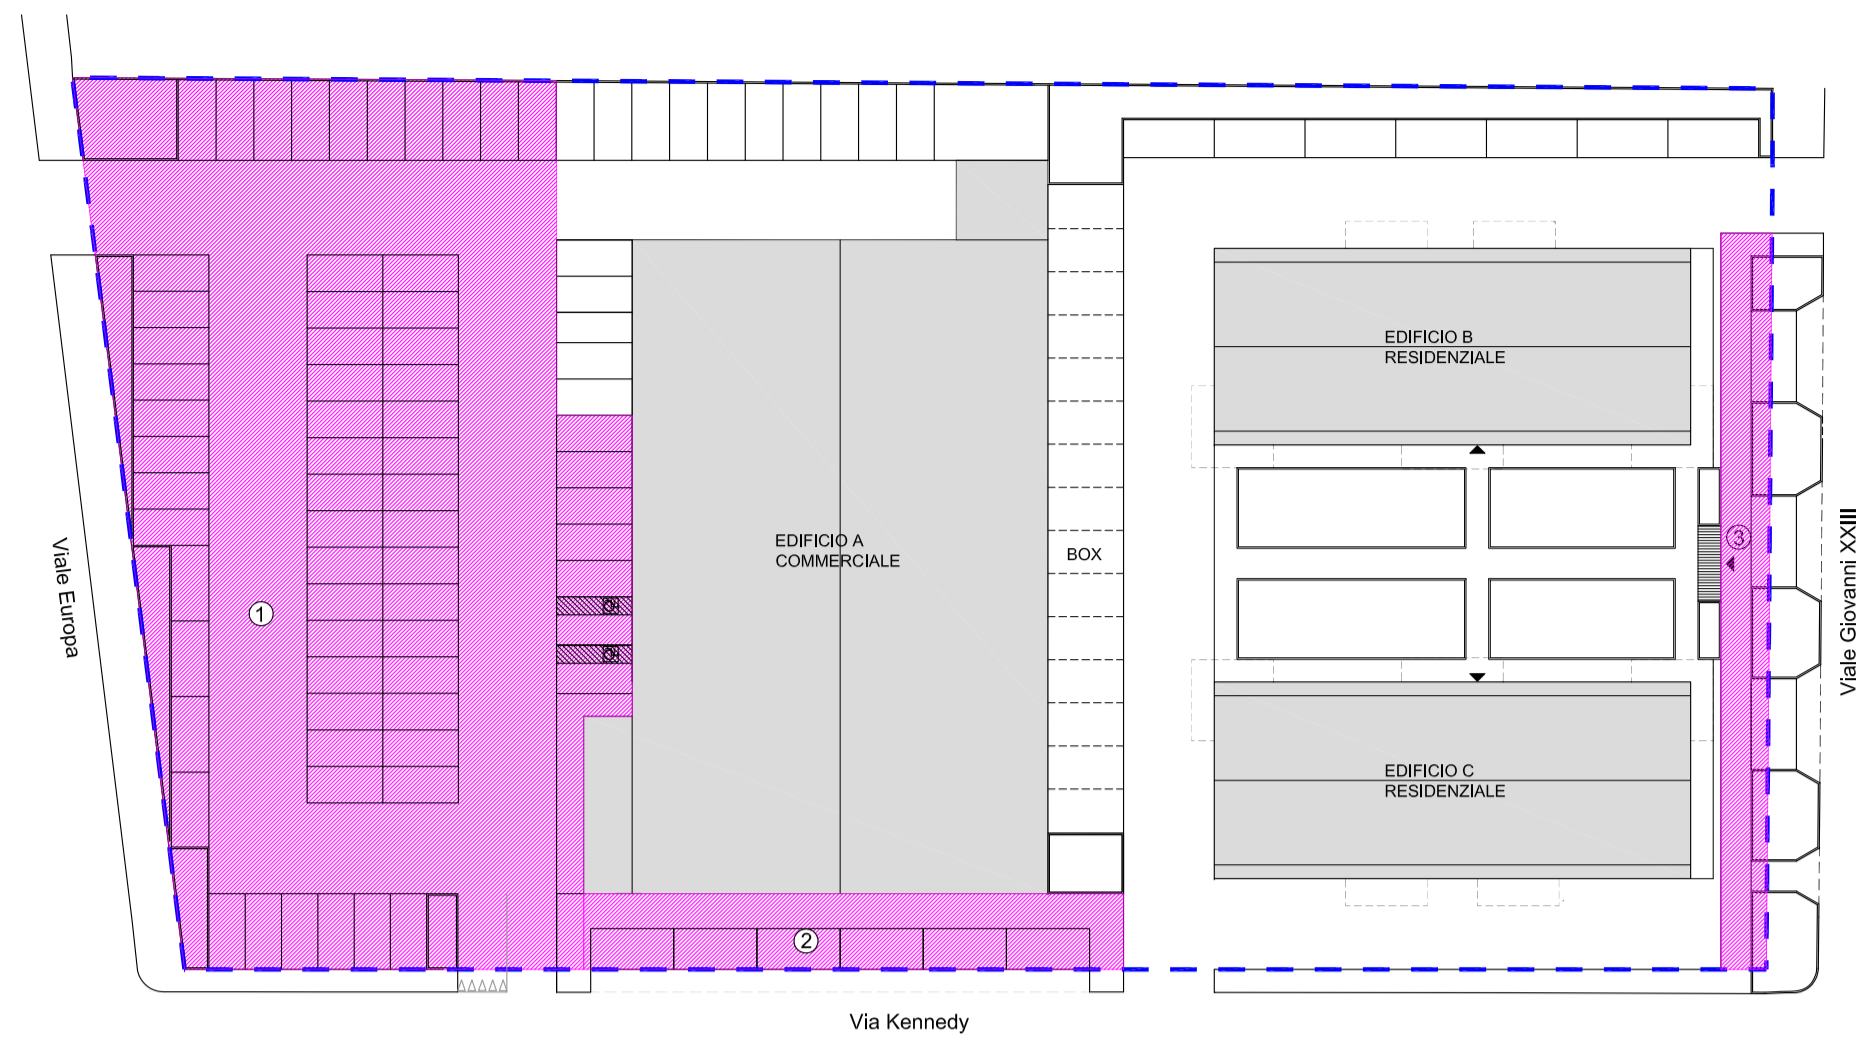 EDIFICIO B
RESIDENZIALE
EDIFICIO A
COMMERCIALE
BOX
3
Viale Europa
1
Viale Giovanni XXIII
EDIFICIO C
RESIDENZIALE
2
Via Kennedy